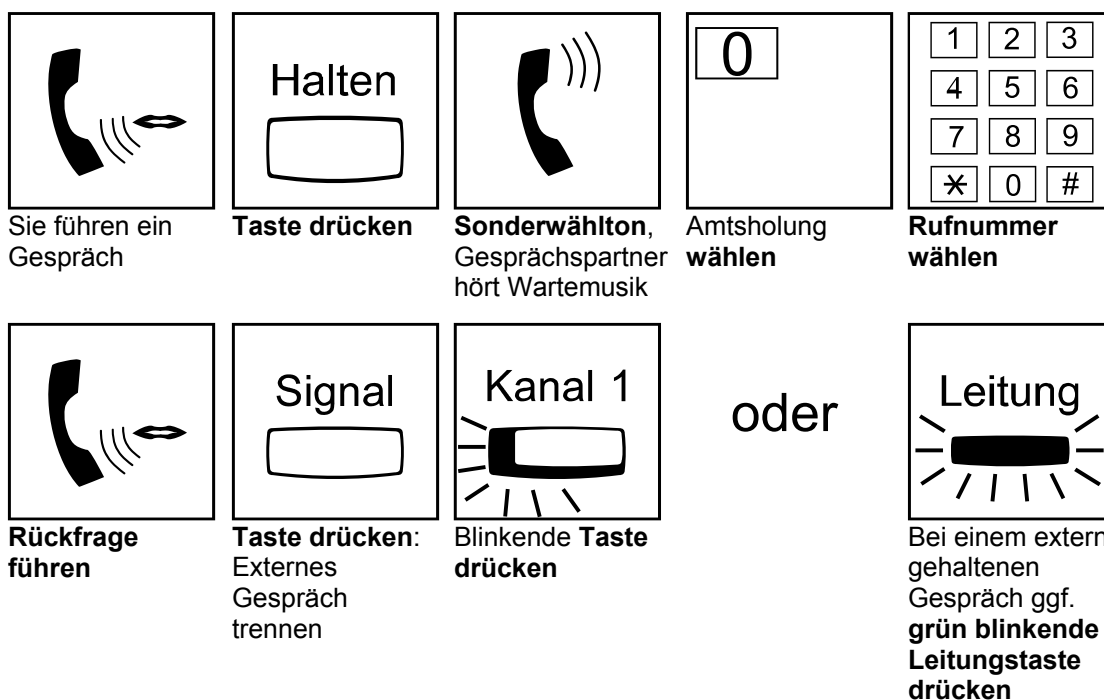 Halten
0
1 2 3
4 5 6
7 8 9
* 0 #
Sie führen ein
Gespräch
Taste drücken
Sonderwählton,
Gesprächspartner
hört Wartemusik
Amtsholung
wählen
Rufnummer
wählen
Signal
Kanal 1
oder
Leitung
Rückfrage
führen
Taste drücken:
Externes
Gespräch
trennen
Blinkende Taste
drücken
Bei einem extern
gehaltenen
Gespräch ggf.
grün blinkende
Leitungstaste
drücken